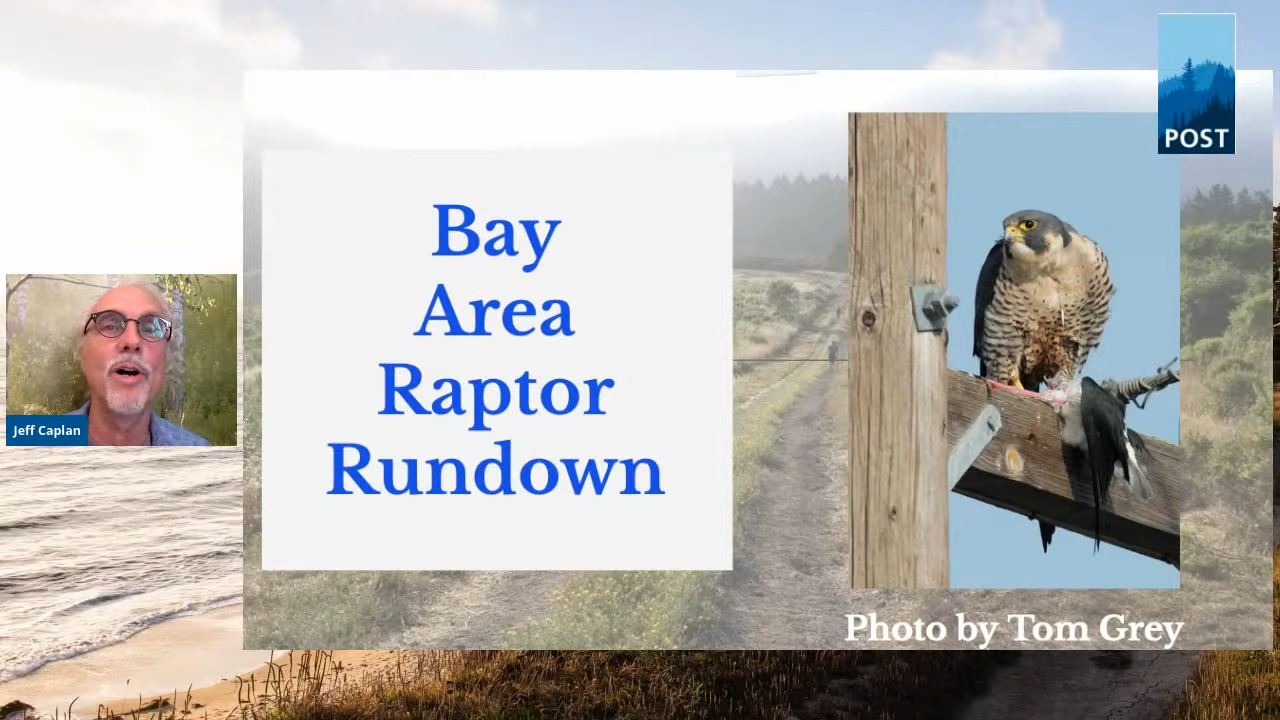 POST
Bay
Area
Raptor
Rundown
Jeff Caplan
Photo by Tom Grey